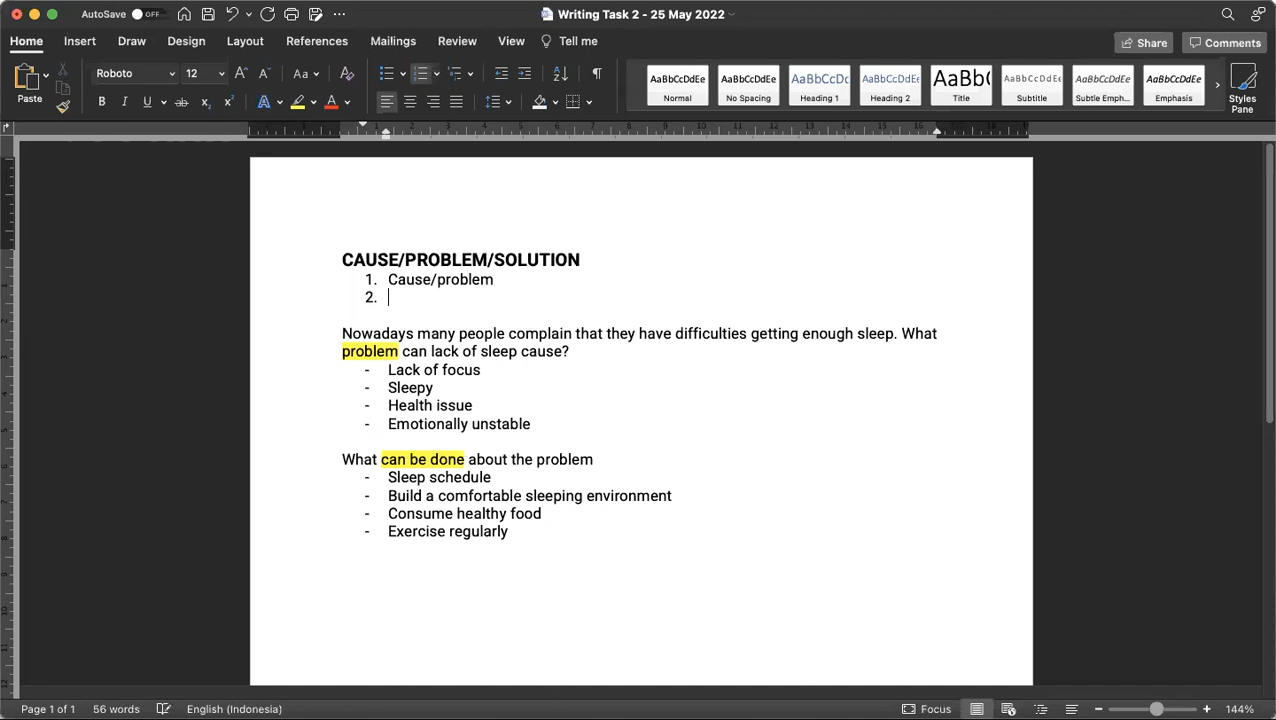 AutoSave OFF
Writing Task 2 - 25 May 2022
Home Insert Draw Design Layout References Mailings Review View Tell me Share Comments
Roboto 12 Aa
AaBbCcDdEe AaBbCcDdEe AaBbCcDc AaBbCcDdEe AaBb( AaBbCcDdEe AaBbCcDdEe AaBbCcDdEe
Paste Normal No Spacing Heading 1 Heading 2 Title Subtitle Subtle Emph... Emphasis Styles Pane
CAUSE/PROBLEM/SOLUTION
1. Cause/problem
2.
Nowadays many people complain that they have difficulties getting enough sleep. What
problem can lack of sleep cause?
- Lack of focus
- Sleepy
- Health issue
- Emotionally unstable
What can be done about the problem
- Sleep schedule
- Build a comfortable sleeping environment
- Consume healthy food
- Exercise regularly
Page 1 of 1 56 words English (Indonesia) Focus 144%